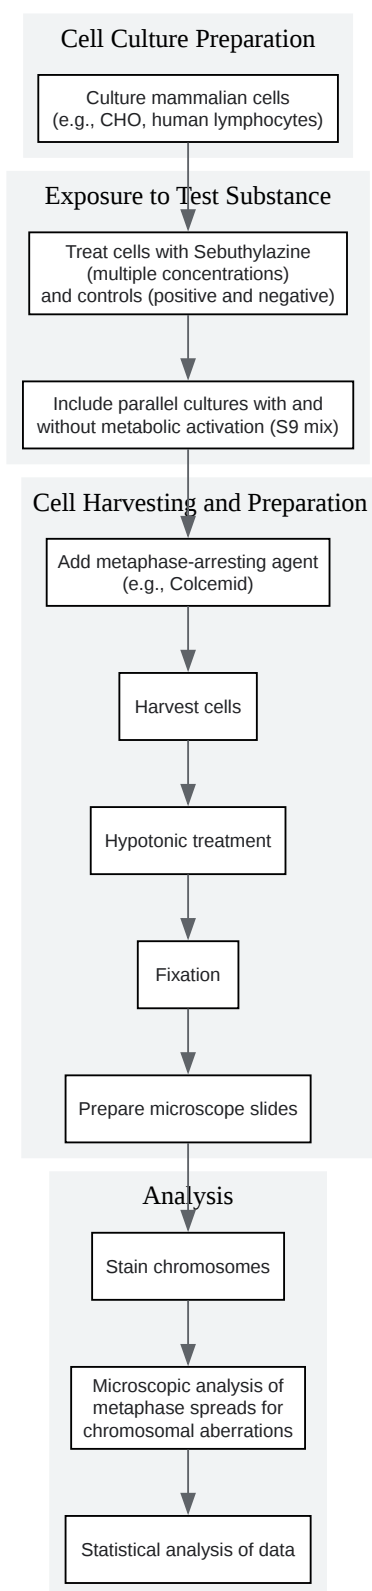 Cell Culture Preparation
Culture mammalian cells
(e.g., CHO, human lymphocytes)
Exposure to Test Substance
Treat cells with Sebuthylazine
(multiple concentrations)
and controls (positive and negative)
Include parallel cultures with and
without metabolic activation (S9 mix)
Cell Harvesting and Preparation
Add metaphase-arresting agent
(e.g., Colcemid)
Harvest cells
Hypotonic treatment
Fixation
Prepare microscope slides
Analysis
Stain chromosomes
Microscopic analysis of
metaphase spreads for
chromosomal aberrations
Statistical analysis of data